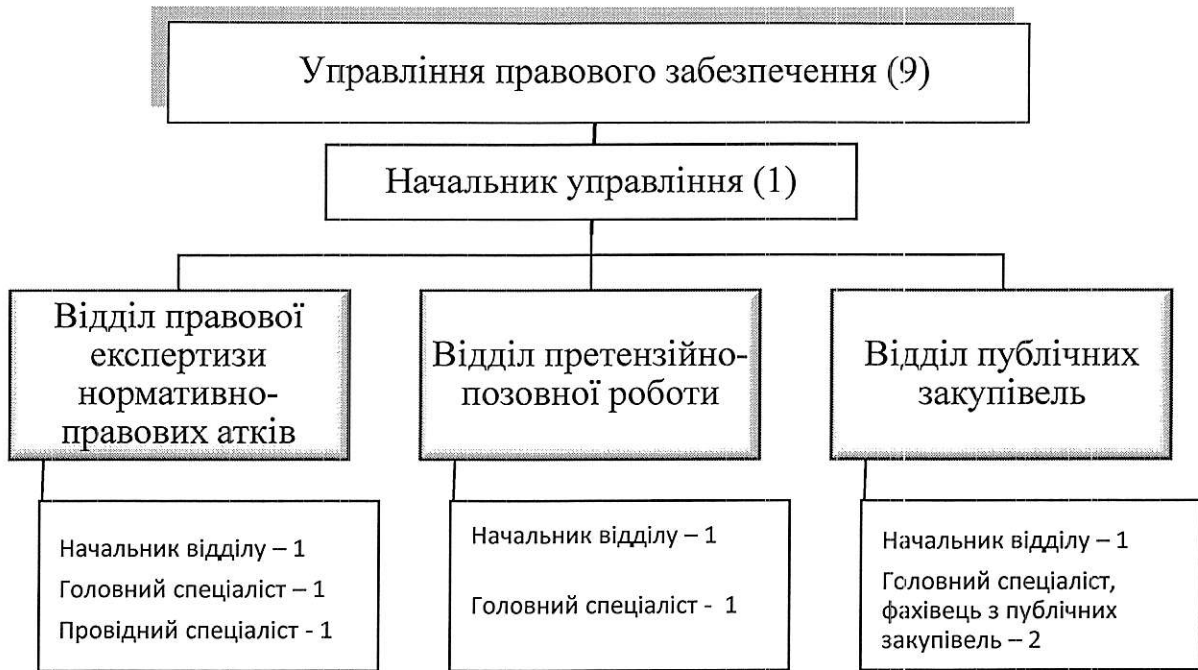 Управління правового забезпечення (9)
Начальник управління (1)
Відділ правової
експертизи
нормативно-
правових атків
Відділ претензійно-
позовної роботи
Відділ публічних
закупівель
Начальник відділу – 1
Головний спеціаліст – 1
Провідний спеціаліст - 1
Начальник відділу – 1
Головний спеціаліст - 1
Начальник відділу – 1
Головний спеціаліст,
фахівець з публічних
закупівель – 2